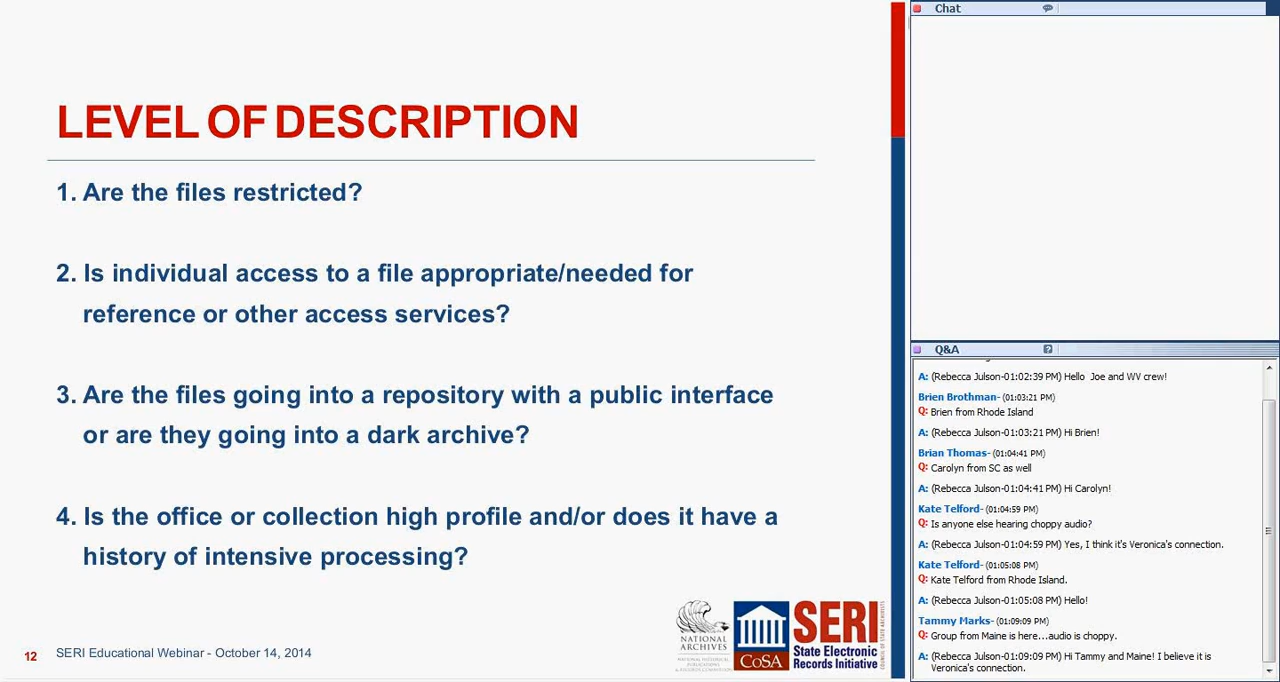 LEVEL OF DESCRIPTION
1. Are the files restricted?
2. Is individual access to a file appropriate/needed for
reference or other access services?
3. Are the files going into a repository with a public interface
or are they going into a dark archive?
4. Is the office or collection high profile and/or does it have a
history of intensive processing?
12
SERI Educational Webinar - October 14, 2014
NATIONAL
ARCHIVES
NATIONAL HISTORICAL
PUBLICATIONS
& RECORDS COMMISSION
CoSA
SERI
State Electronic
Records Initiative
COUNCIL OF STATE ARCHIVISTS
Chat
Q&A
A: (Rebecca Julson-01:02:39 PM) Hello  Joe and WV crew!
Brien Brothman- (01:03:21 PM)
Q: Brien from Rhode Island
A: (Rebecca Julson-01:03:21 PM) Hi Brien!
Brian Thomas- (01:04:41 PM)
Q: Carolyn from SC as well
A: (Rebecca Julson-01:04:41 PM) Hi Carolyn!
Kate Telford- (01:04:59 PM)
Q: Is anyone else hearing choppy audio?
A: (Rebecca Julson-01:04:59 PM) Yes, I think it's Veronica's connection.
Kate Telford- (01:05:08 PM)
Q: Kate Telford from Rhode Island.
A: (Rebecca Julson-01:05:08 PM) Hello!
Tammy Marks- (01:09:09 PM)
Q: Group from Maine is here...audio is choppy.
A: (Rebecca Julson-01:09:09 PM) Hi Tammy and Maine! I believe it is
Veronica's connection.